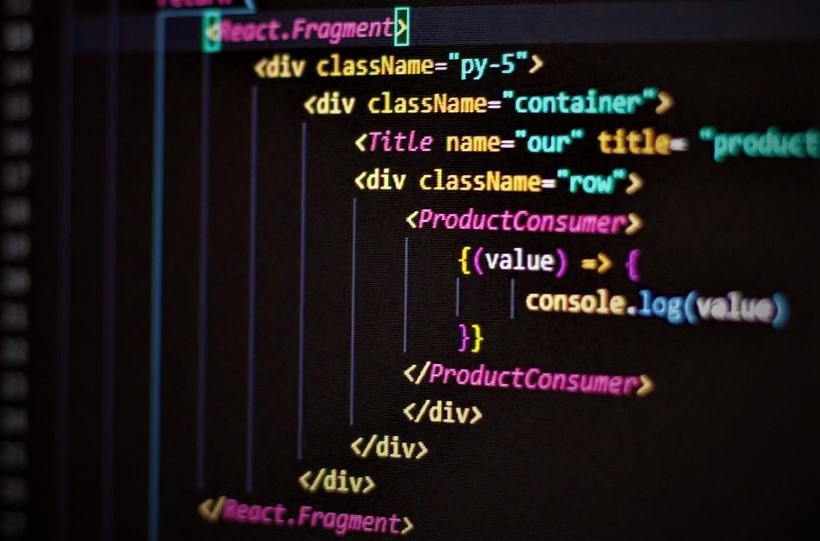 return
<React.Fragment>
<div className="py-5">
<div className="container">
<Title name="our" title= "product
<div className="row">
<ProductConsumer>
{(value) => {
console.log(value)
}}
</ProductConsumer>
</div>
</div>
</div>
</React.Fragment>